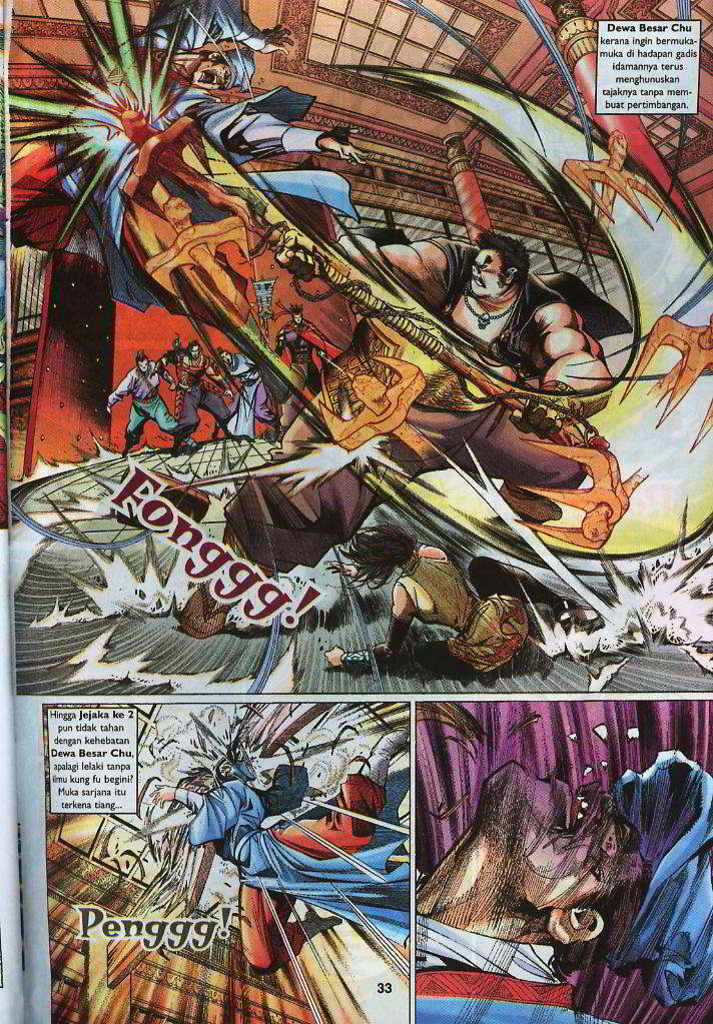 Dewa Besar Chu
kerana ingin bermuka-
muka di hadapan gadis
idamannya terus
menghunuskan
tajaknya tanpa mem-
buat pertimbangan.
Fonggg gg!
Hingga Jejaka ke 2
pun tidak tahan
dengan kehebatan
Dewa Besar Chu,
apalagi lelaki tanpa
ilmu kung fu begini?
Muka sarjana itu
terkena tiang...
Penggg!
33